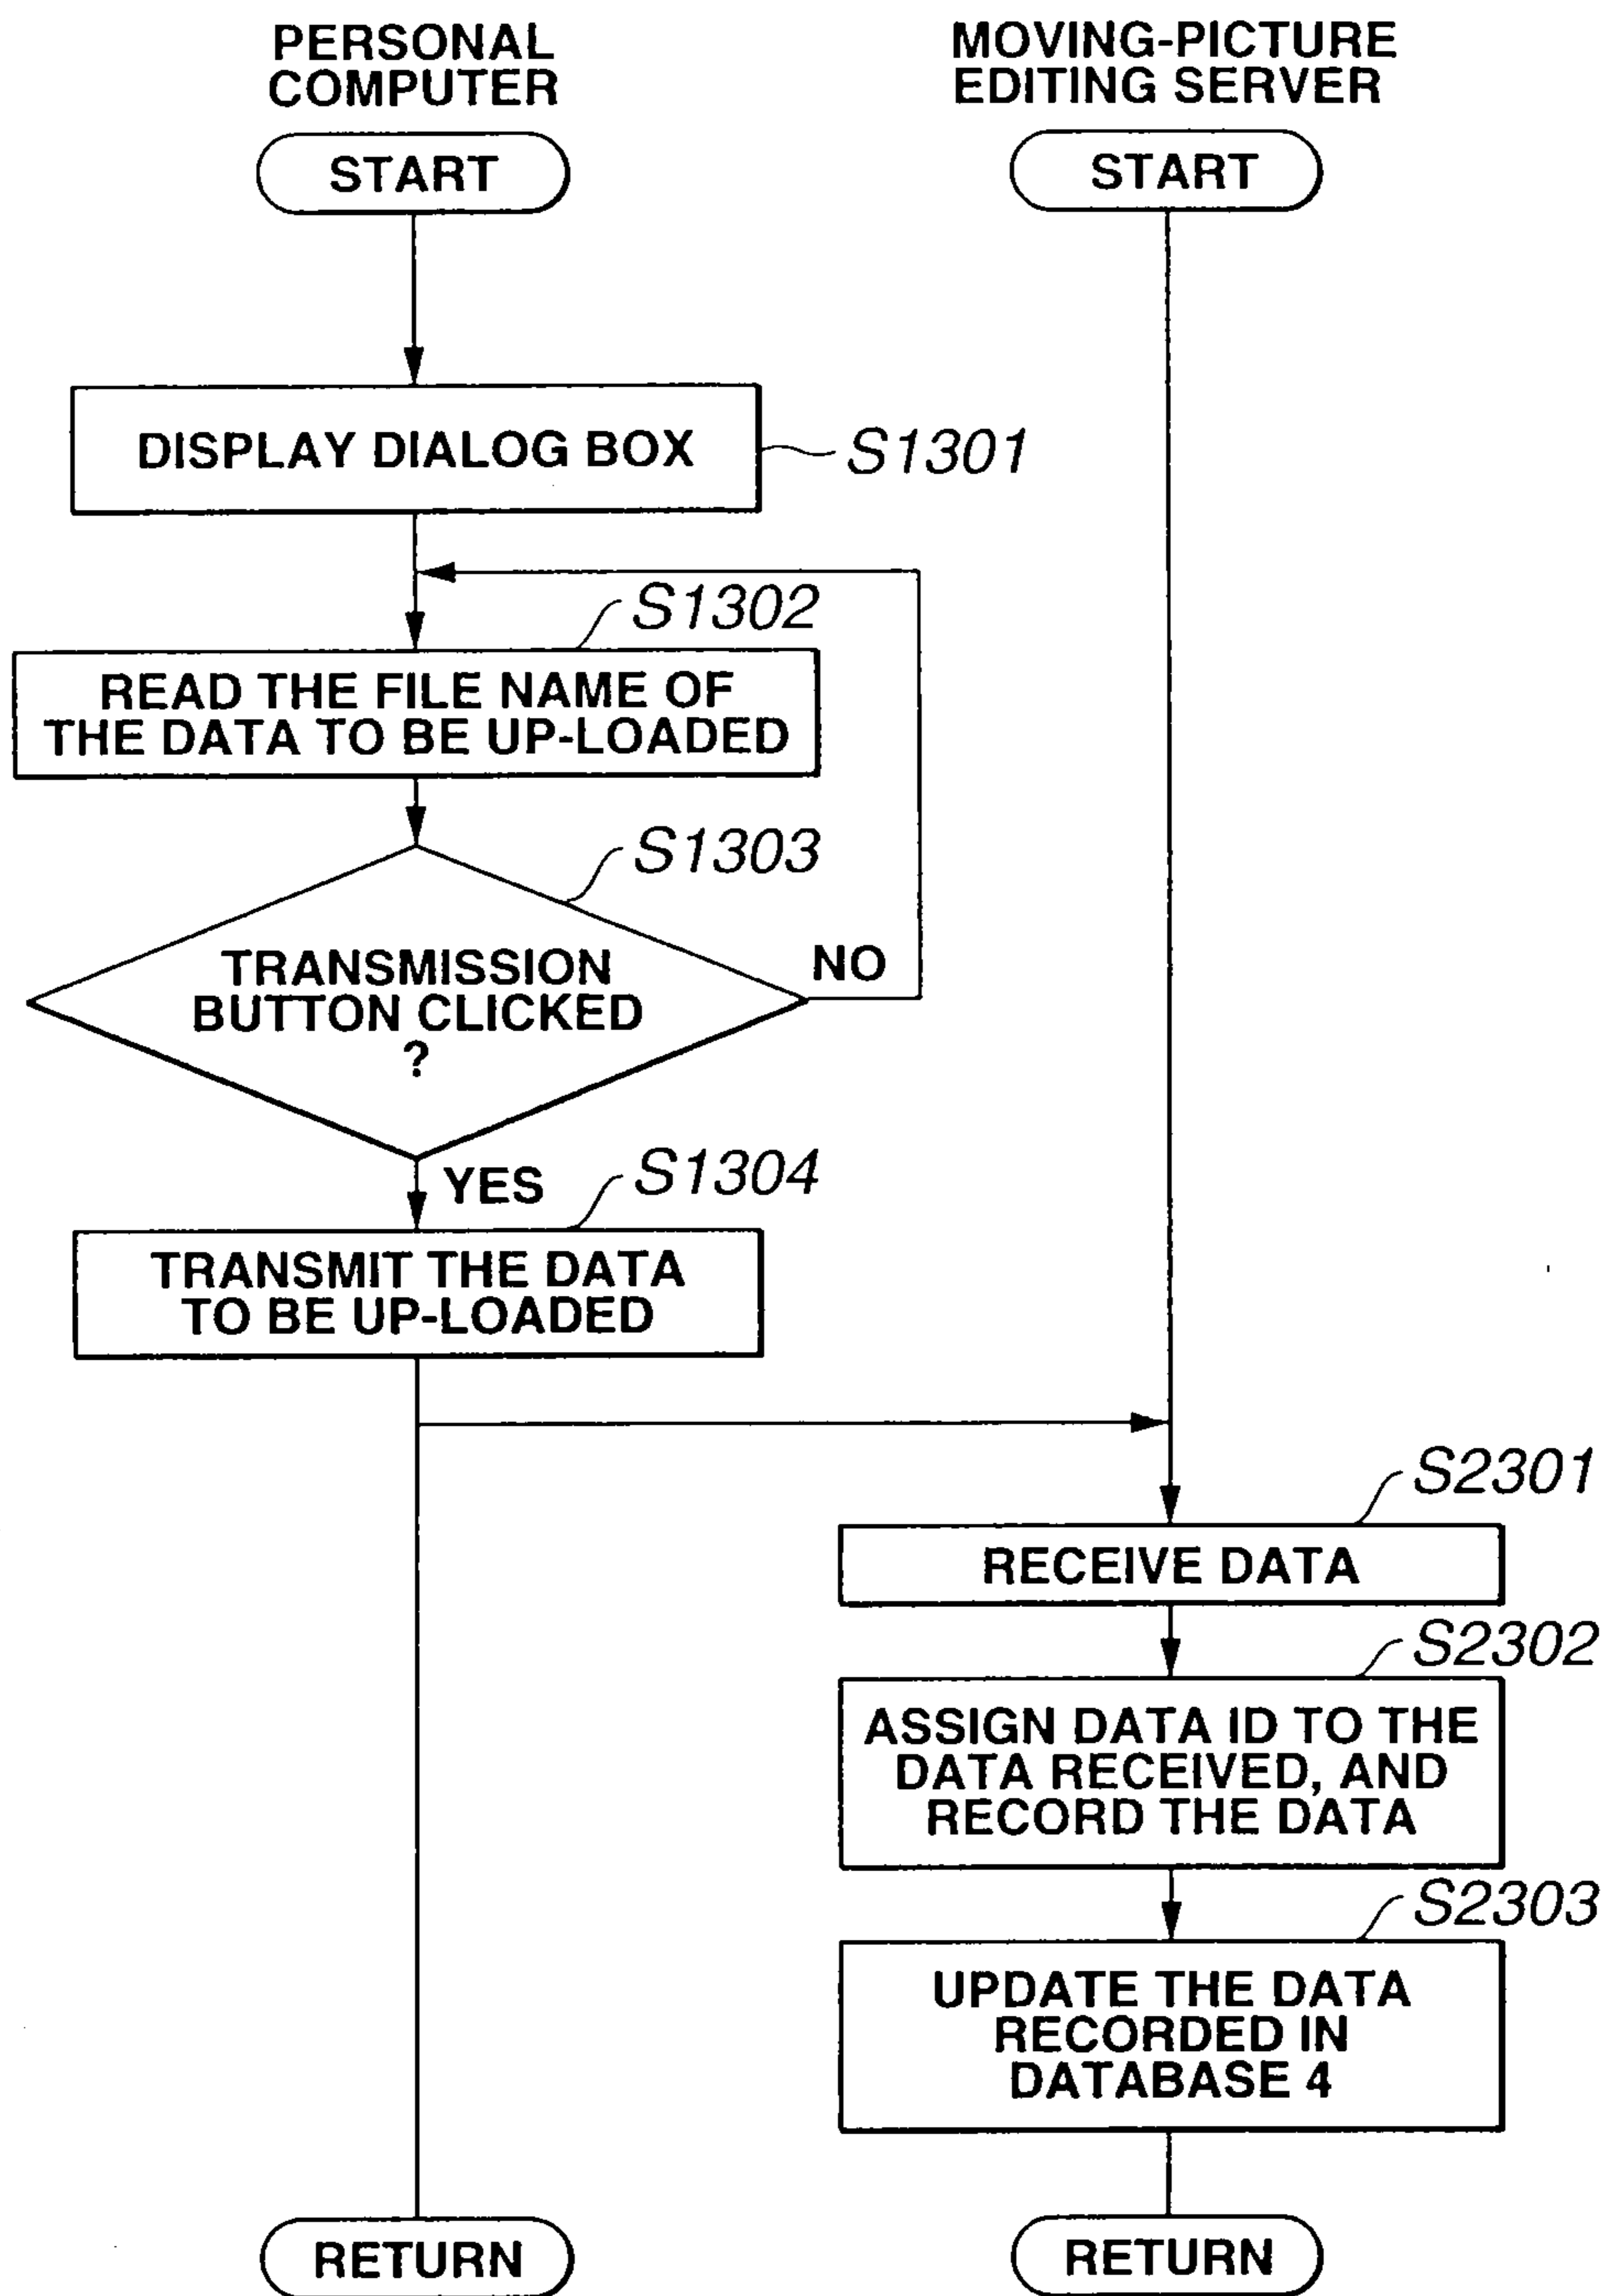 PERSONAL
COMPUTER
START
DISPLAY DIALOG BOX
S1301
S1302
READ THE FILE NAME OF
THE DATA TO BE UP-LOADED
S1303
TRANSMISSION
BUTTON CLICKED
?
NO
YES
S1304
TRANSMIT THE DATA
TO BE UP-LOADED
RETURN
MOVING-PICTURE
EDITING SERVER
START
S2301
RECEIVE DATA
S2302
ASSIGN DATA ID TO THE
DATA RECEIVED, AND
RECORD THE DATA
S2303
UPDATE THE DATA
RECORDED IN
DATABASE 4
RETURN